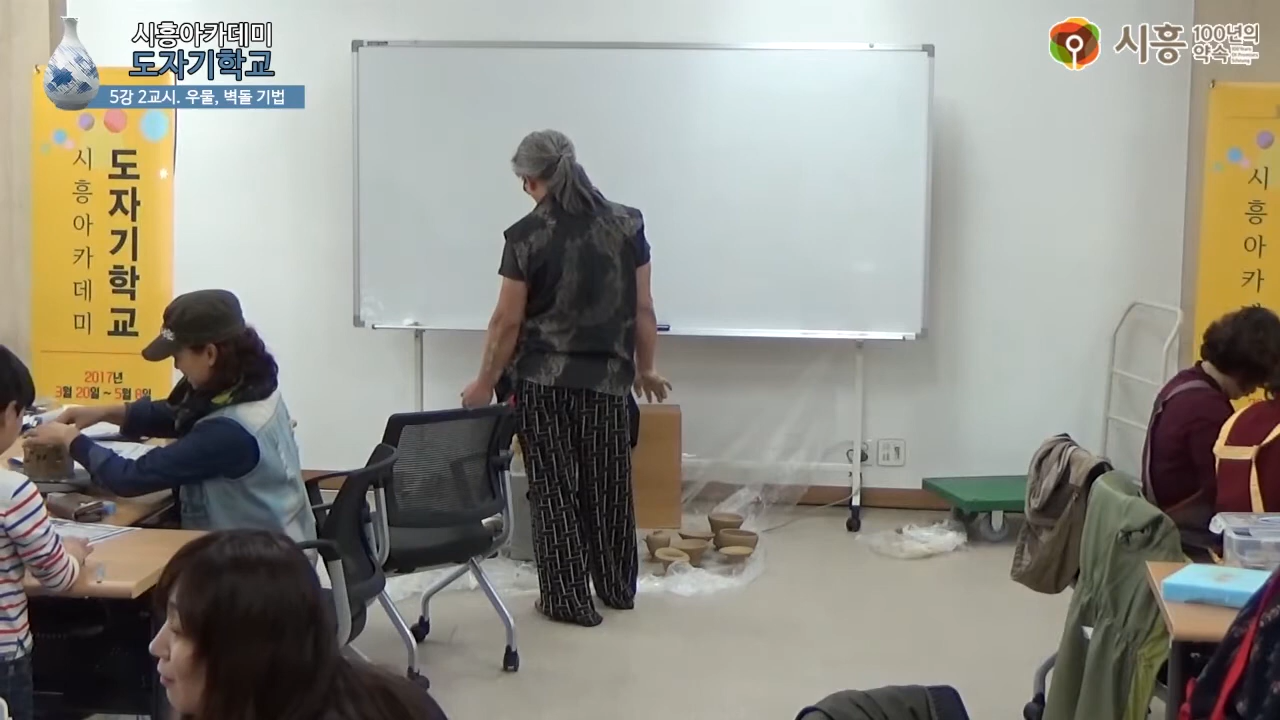 시흥아카데미
도자기학교
5강 2교시. 우물, 벽돌 기법
시흥 100년의
약속
도자기학교
시흥아카데미
2017년
3월 20일 ~ 5월 8일
시흥아카